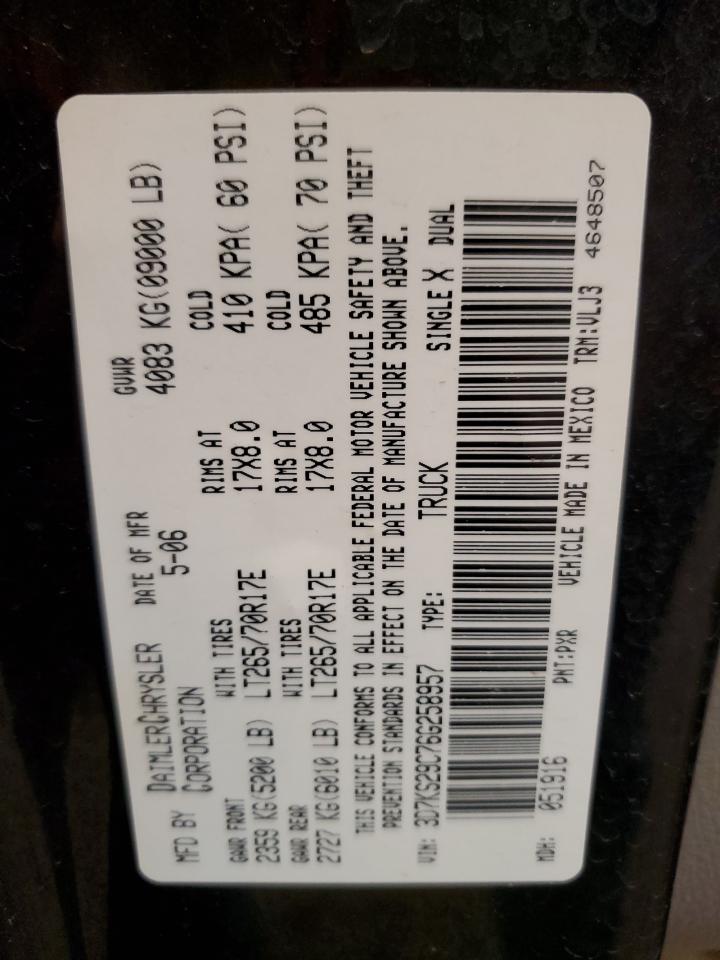 MFD BY DAIMLERCHRYSLER DATE OF MFR GVWR
CORPORATION 5-06 4083 KG(09000 LB)
GAWR FRONT WITH TIRES RIMS AT COLD
2359 KG(5200 LB) LT265/70R17E 17X8.0 410 KPA( 60 PSI)
GAWR REAR WITH TIRES RIMS AT COLD
2727 KG(6010 LB) LT265/70R17E 17X8.0 485 KPA( 70 PSI)
THIS VEHICLE CONFORMS TO ALL APPLICABLE FEDERAL MOTOR VEHICLE SAFETY AND THEFT
PREVENTION STANDARDS IN EFFECT ON THE DATE OF MANUFACTURE SHOWN ABOVE.
VIN: 3D7KS29C76G258957 TYPE: TRUCK SINGLE X DUAL
MDH: 051916 PNT:PXR VEHICLE MADE IN MEXICO TRM:VLJ3
4648507